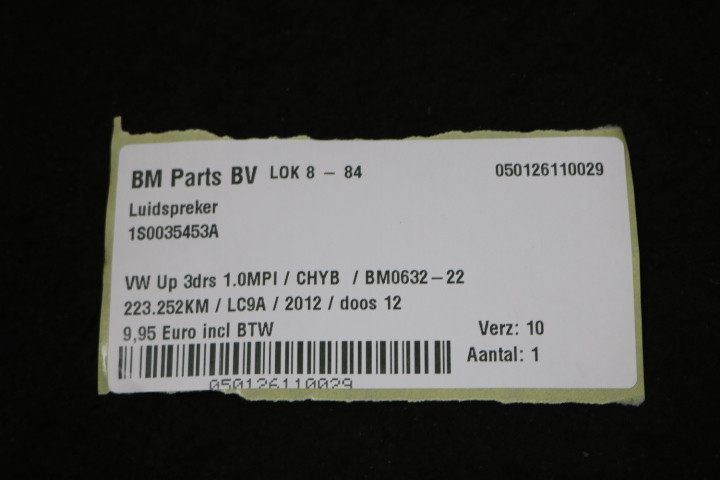 BM Parts BV LOK 8 - 84 050126110029
Luidspreker
1S0035453A
VW Up 3drs 1.0MPI / CHYB / BM0632-22
223.252KM / LC9A / 2012 / doos 12
9,95 Euro incl BTW Verz: 10
Aantal: 1
050126110029